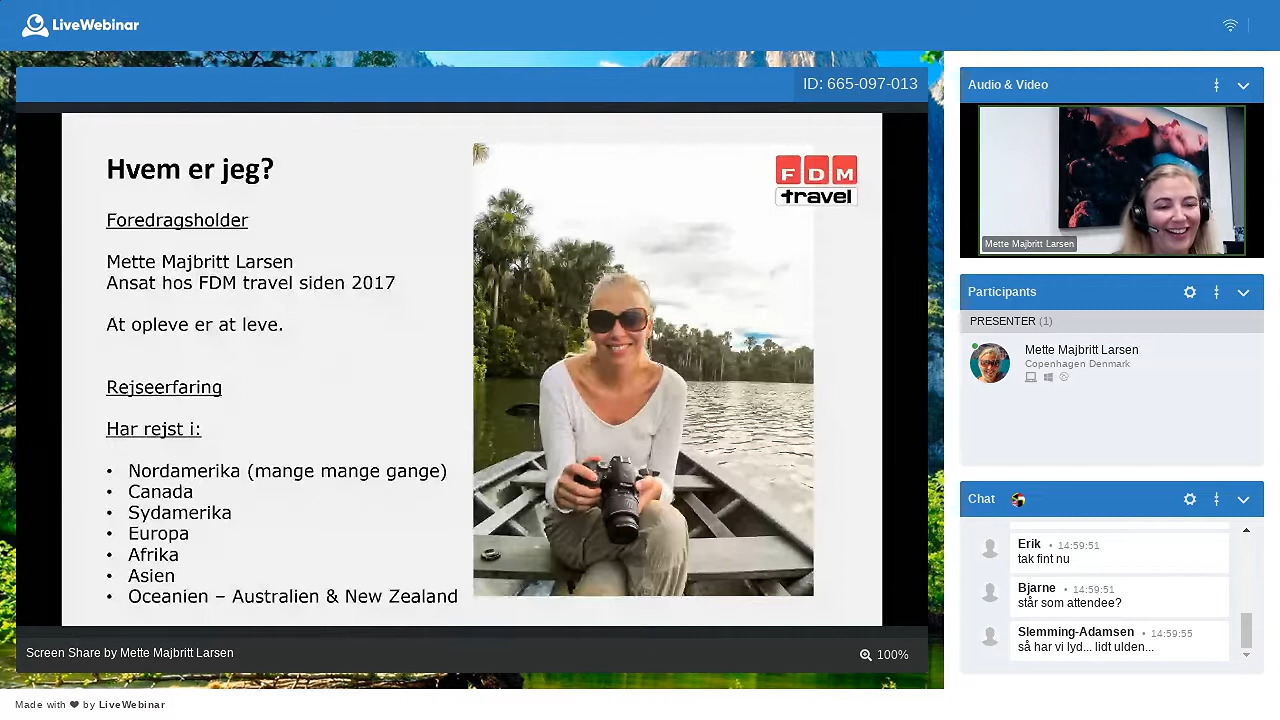 LiveWebinar
ID: 665-097-013
Hvem er jeg?
FDM
travel
Foredragsholder
Mette Majbritt Larsen
Ansat hos FDM travel siden 2017
At opleve er at leve.
Rejseerfaring
Har rejst i:
• Nordamerika (mange mange gange)
• Canada
• Sydamerika
• Europa
• Afrika
• Asien
• Oceanien – Australien & New Zealand
Screen Share by Mette Majbritt Larsen
100%
Audio & Video
Mette Majbritt Larsen
Participants
PRESENTER (1)
Mette Majbritt Larsen
Copenhagen Denmark
Chat
Erik • 14:59:51
tak fint nu
Bjarne • 14:59:51
står som attendee?
Slemming-Adamsen • 14:59:55
så har vi lyd... lidt ulden...
Made with ❤ by LiveWebinar